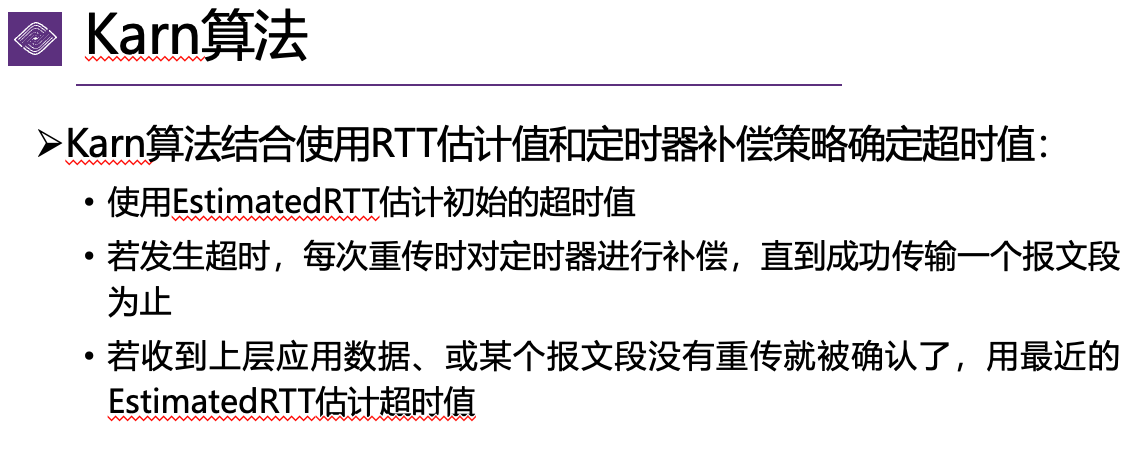 Karn算法
➢Karn算法结合使用RTT估计值和定时器补偿策略确定超时值：
• 使用EstimatedRTT估计初始的超时值
• 若发生超时，每次重传时对定时器进行补偿，直到成功传输一个报文段
为止
• 若收到上层应用数据、或某个报文段没有重传就被确认了，用最近的
EstimatedRTT估计超时值